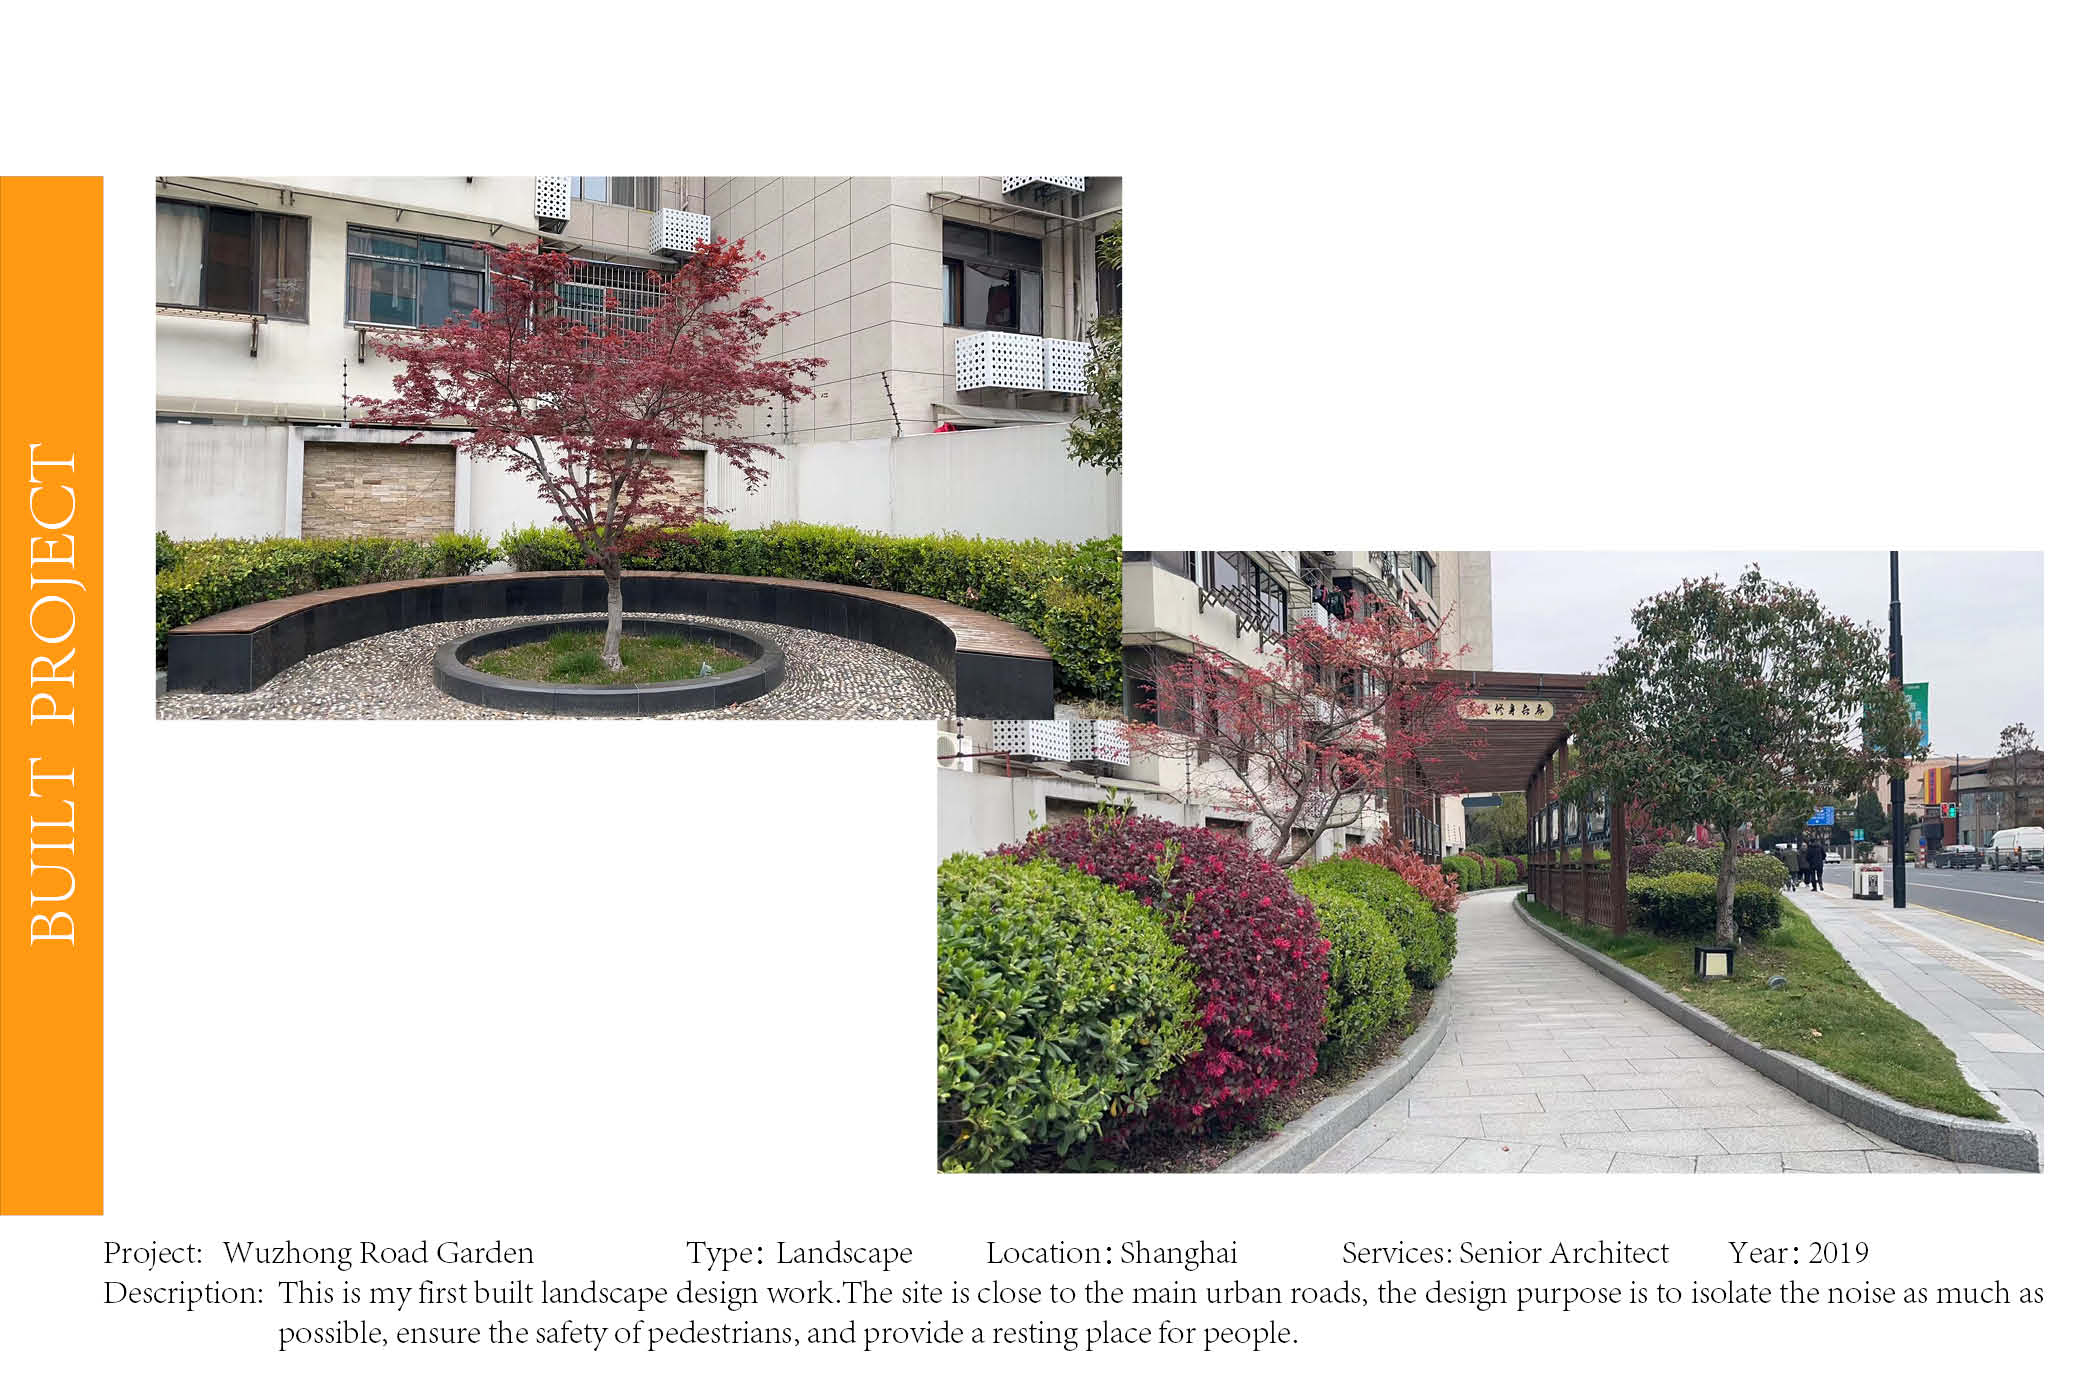 BUILT PROJECT
Project: Wuzhong Road Garden Type: Landscape Location: Shanghai Services: Senior Architect Year: 2019
Description: This is my first built landscape design work.The site is close to the main urban roads, the design purpose is to isolate the noise as much as
possible, ensure the safety of pedestrians, and provide a resting place for people.